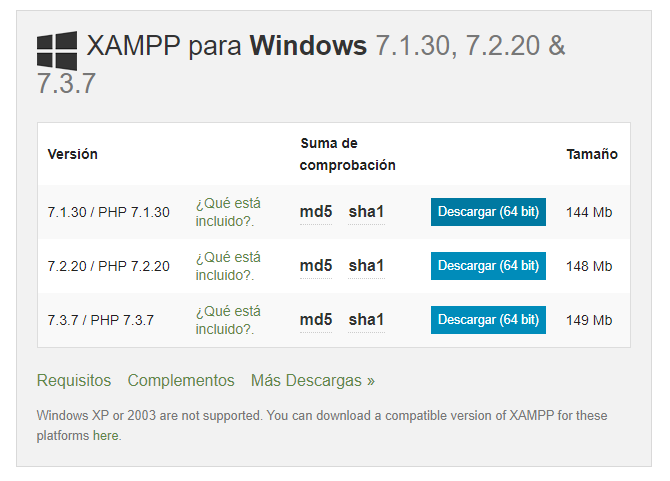 XAMPP para Windows 7.1.30, 7.2.20 &
7.3.7
Versión Suma de comprobación Tamaño
7.1.30 / PHP 7.1.30 ¿Qué está incluido?. md5 sha1 Descargar (64 bit) 144 Mb
7.2.20 / PHP 7.2.20 ¿Qué está incluido?. md5 sha1 Descargar (64 bit) 148 Mb
7.3.7 / PHP 7.3.7 ¿Qué está incluido?. md5 sha1 Descargar (64 bit) 149 Mb
Requisitos Complementos Más Descargas »
Windows XP or 2003 are not supported. You can download a compatible version of XAMPP for these
platforms here.